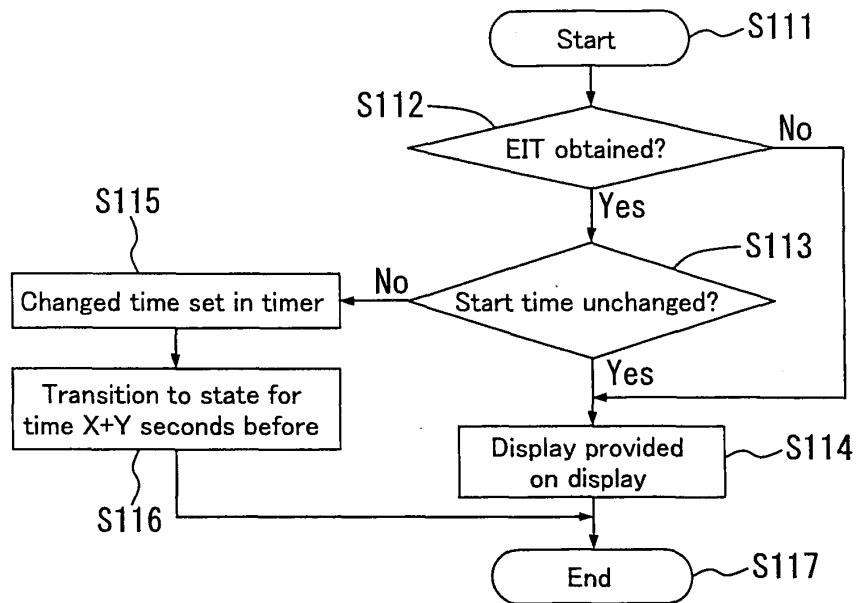 Start
S111
S112
EIT obtained?
No
Yes
S113
Start time unchanged?
No
Yes
S115
Changed time set in timer
Transition to state for
time X+Y seconds before
S116
Display provided
on display
S114
End
S117